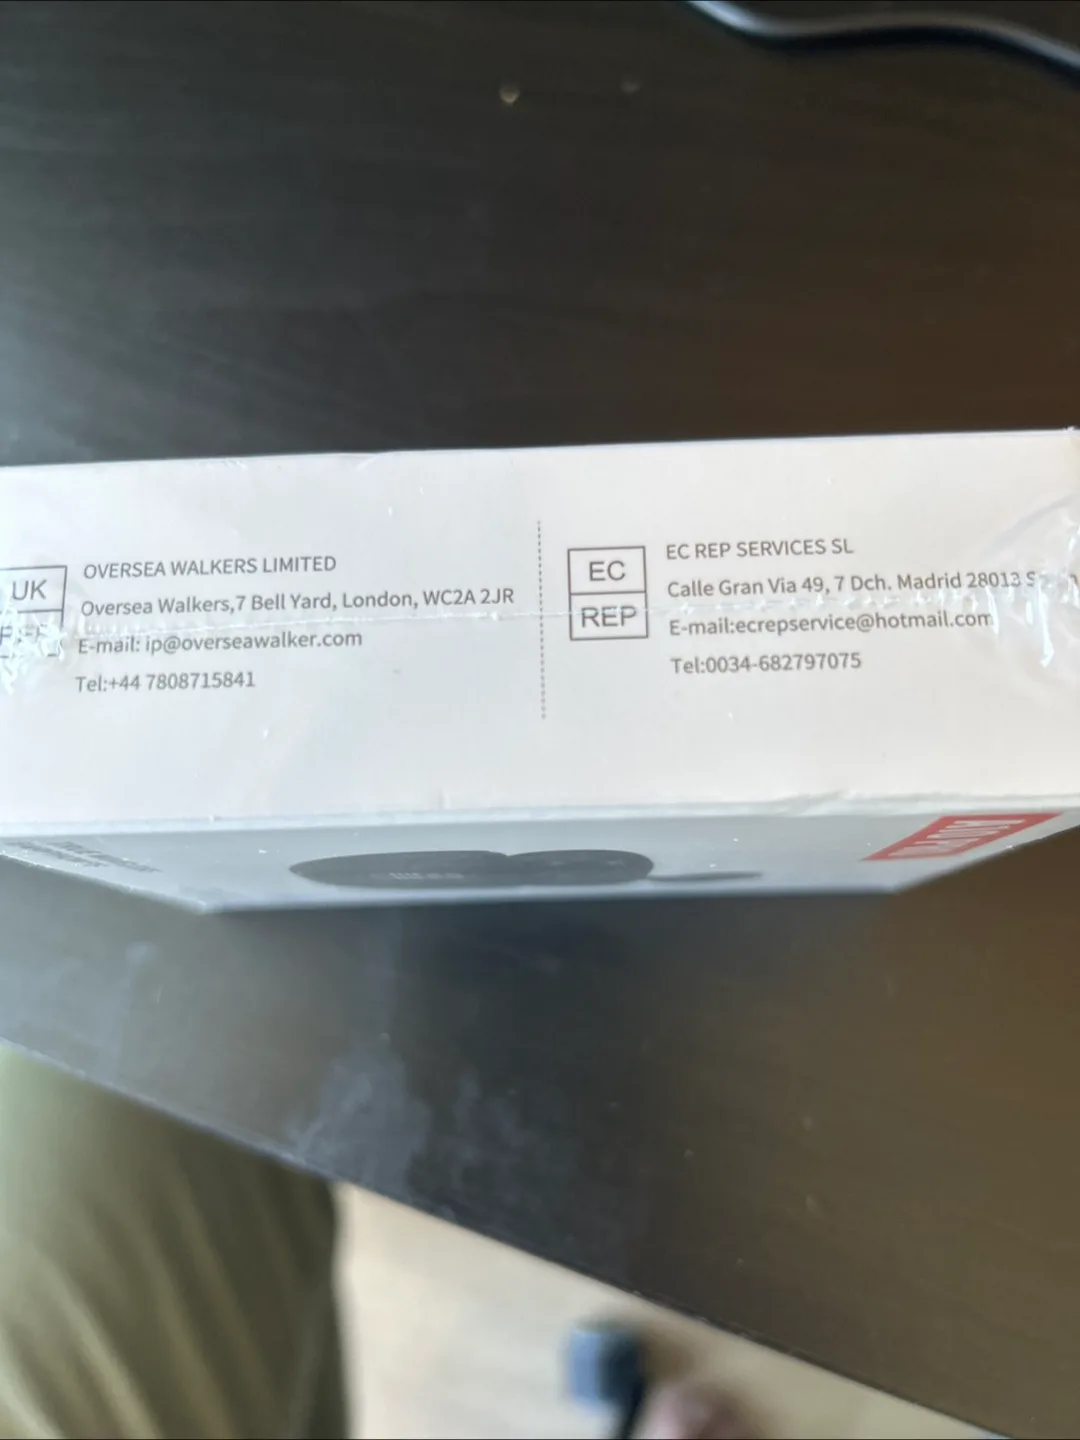 UK
OVERSEA WALKERS LIMITED
Oversea Walkers,7 Bell Yard, London, WC2A 2JR
E-mail: ip@overseawalker.com
Tel:+44 7808715841
EC
REP
EC REP SERVICES SL
Calle Gran Via 49, 7 Dch. Madrid 28013
E-mail:ecrepservice@hotmail.com
Tel:0034-682797075